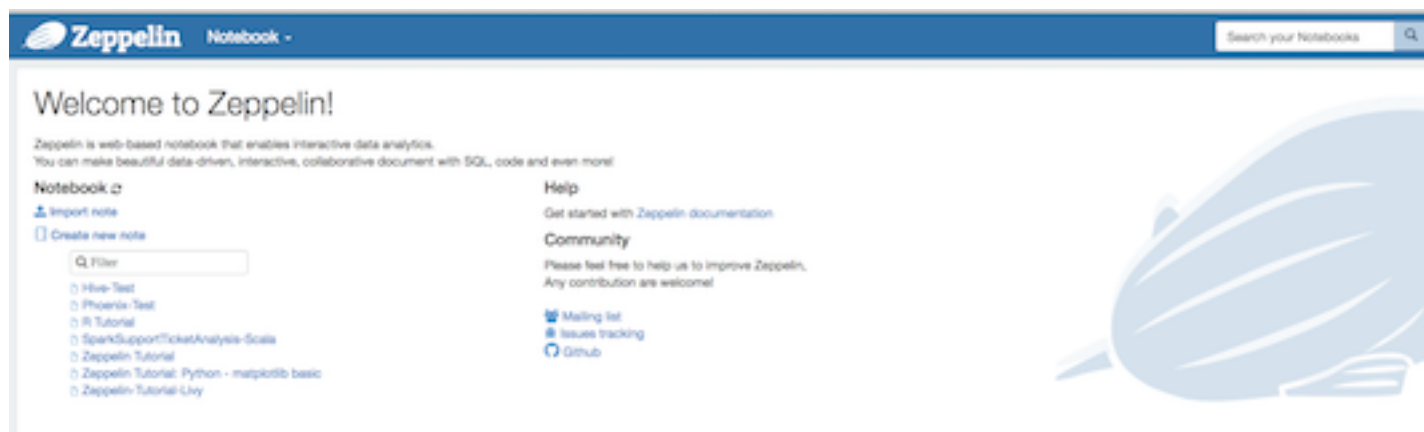 Zeppelin Notebook
Search your Notebooks
Welcome to Zeppelin!
Zeppelin is web-based notebook that enables interactive data analytics.
You can make beautiful data-driven, interactive, collaborative document with SQL, code and even more!
Notebook
Import note
Create new note
Filter
Hive-Test
Phoenix-Test
R Tutorial
SparkSupportTicketAnalysis-Scala
Zeppelin Tutorial
Zeppelin Tutorial: Python - matplotlib basic
Zeppelin-Tutorial-Livy
Help
Get started with Zeppelin documentation
Community
Please feel free to help us to improve Zeppelin,
Any contribution are welcome!
Mailing list
Issues tracking
Github